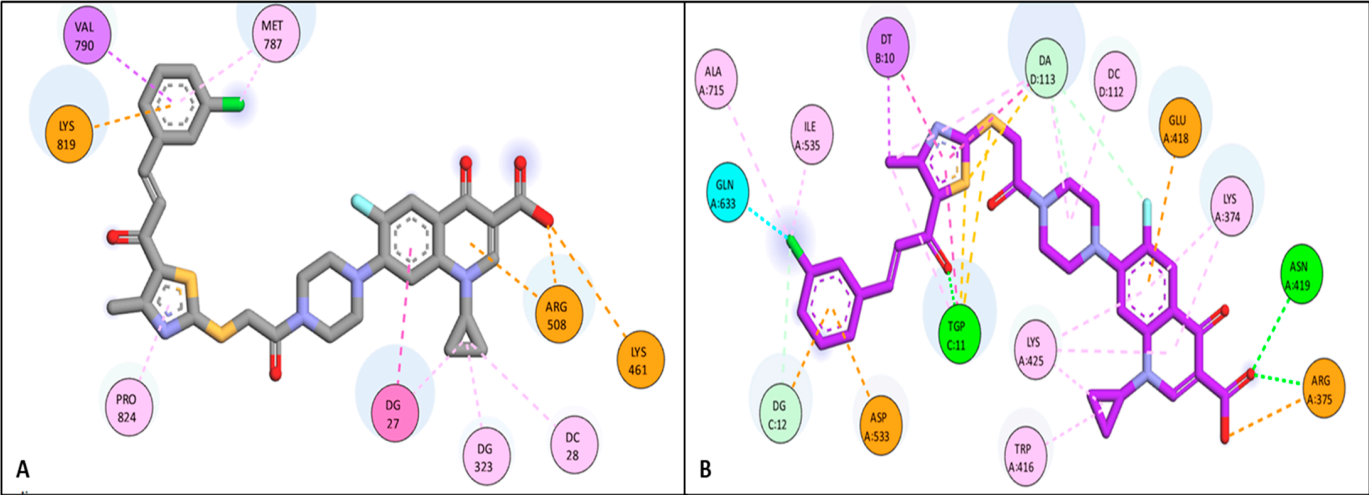 VAL
790
MET
787
LYS
819
ARG
508
LYS
461
PRO
824
DG
27
DG
323
DC
28
A
DT
B:10
DA
D:113
DC
D:112
ALA
A:715
ILE
A:535
GLU
A:418
GLN
A:633
LYS
A:374
ASN
A:419
TGP
C:11
LYS
A:425
ARG
A:375
DG
C:12
ASP
A:533
TRP
A:416
B